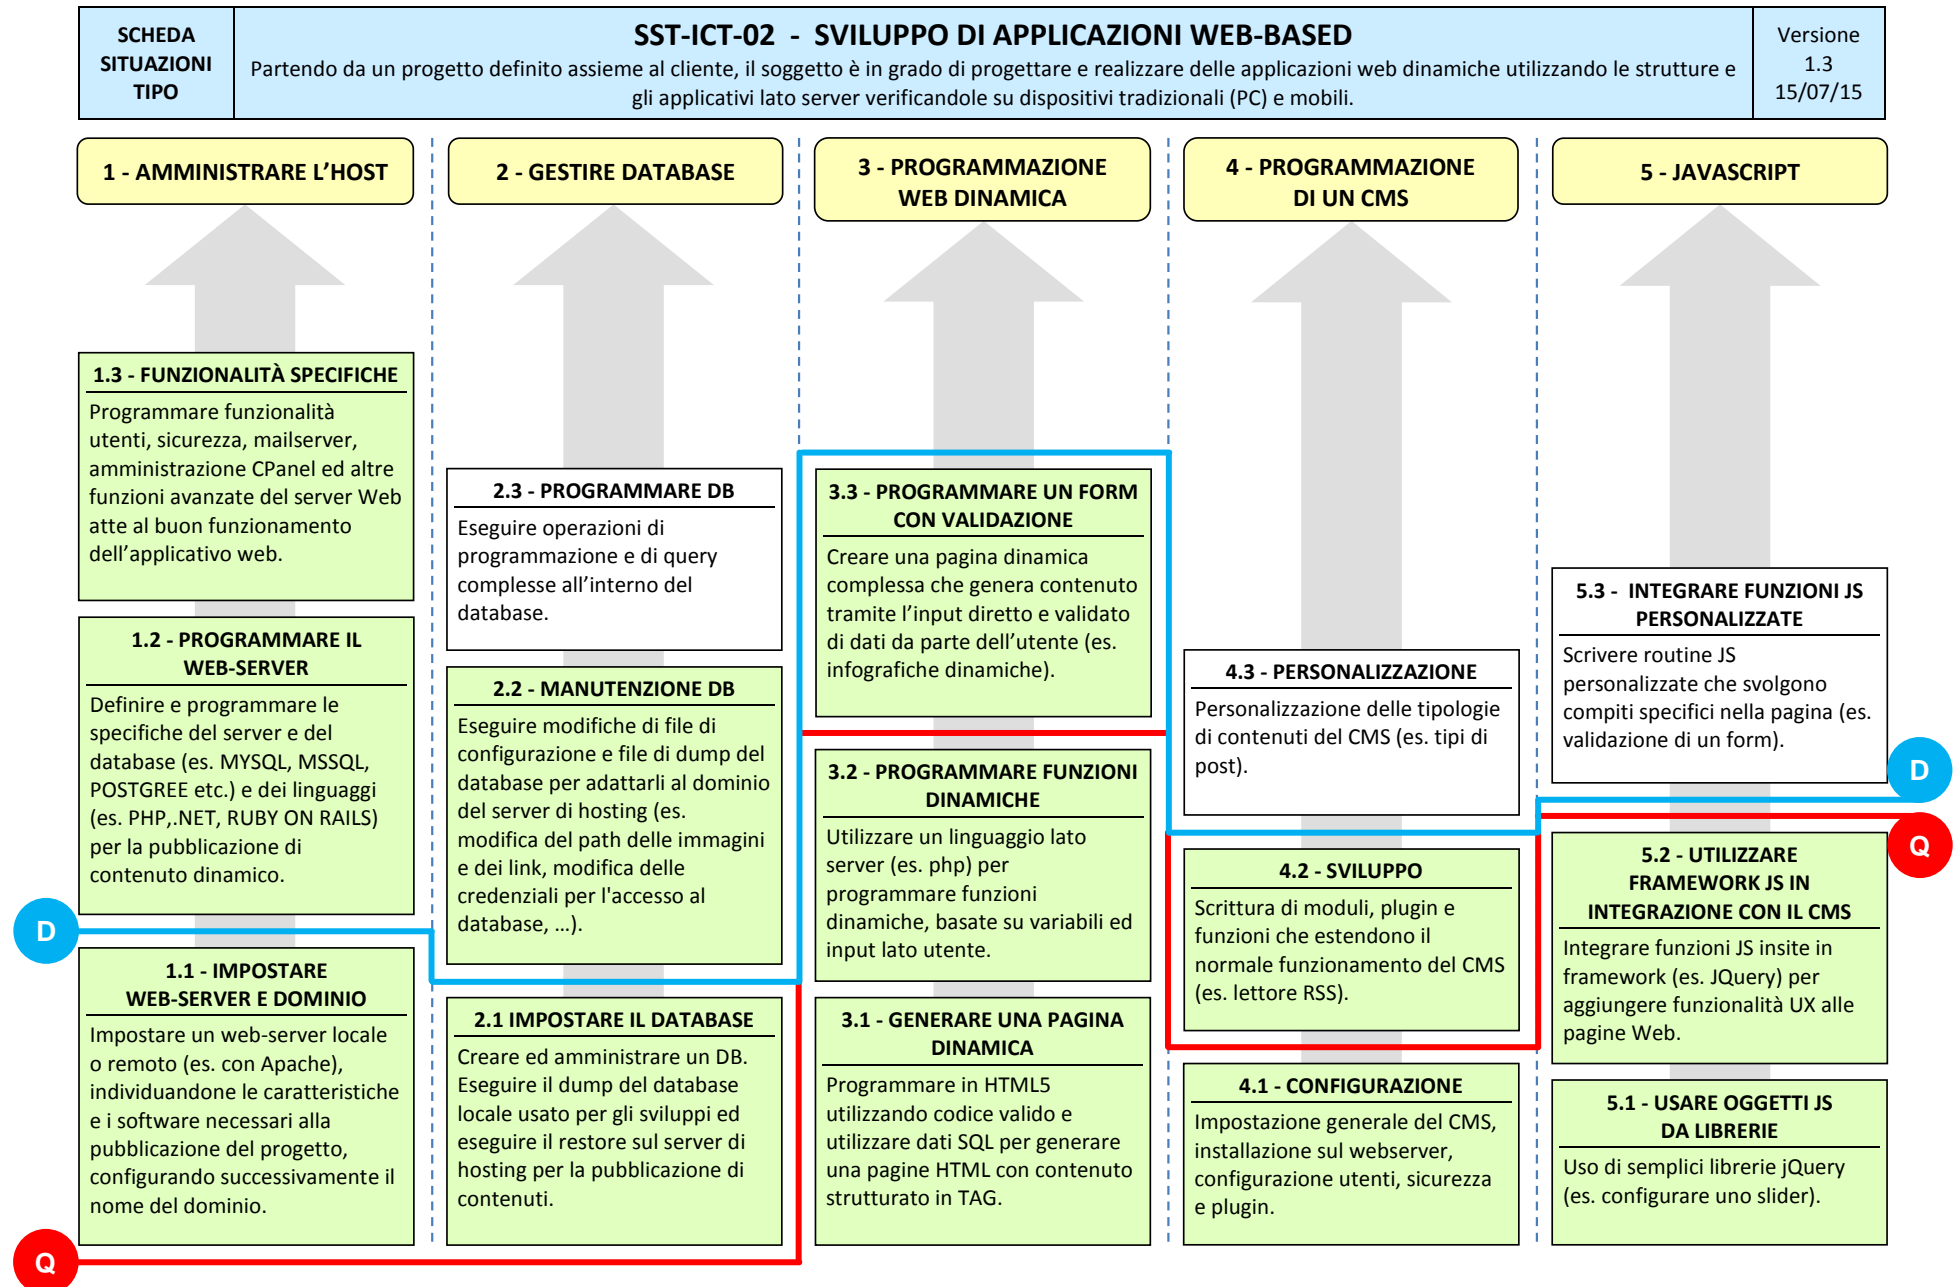 SCHEDA
SITUAZIONI
TIPO
SST-ICT-02 - SVILUPPO DI APPLICAZIONI WEB-BASED
Partendo da un progetto definito assieme al cliente, il soggetto è in grado di progettare e realizzare delle applicazioni web dinamiche utilizzando le strutture e
gli applicativi lato server verificandole su dispositivi tradizionali (PC) e mobili.
Versione
1.3
15/07/15
1 - AMMINISTRARE L’HOST
1.3 - FUNZIONALITÀ SPECIFICHE
Programmare funzionalità
utenti, sicurezza, mailserver,
amministrazione CPanel ed altre
funzioni avanzate del server Web
atte al buon funzionamento
dell’applicativo web.
1.2 - PROGRAMMARE IL
WEB-SERVER
Definire e programmare le
specifiche del server e del
database (es. MYSQL, MSSQL,
POSTGREE etc.) e dei linguaggi
(es. PHP,.NET, RUBY ON RAILS)
per la pubblicazione di
contenuto dinamico.
D
1.1 - IMPOSTARE
WEB-SERVER E DOMINIO
Impostare un web-server locale
o remoto (es. con Apache),
individuandone le caratteristiche
e i software necessari alla
pubblicazione del progetto,
configurando successivamente il
nome del dominio.
Q
2 - GESTIRE DATABASE
2.3 - PROGRAMMARE DB
Eseguire operazioni di
programmazione e di query
complesse all’interno del
database.
2.2 - MANUTENZIONE DB
Eseguire modifiche di file di
configurazione e file di dump del
database per adattarli al dominio
del server di hosting (es.
modifica del path delle immagini
e dei link, modifica delle
credenziali per l'accesso al
database, …).
2.1 IMPOSTARE IL DATABASE
Creare ed amministrare un DB.
Eseguire il dump del database
locale usato per gli sviluppi ed
eseguire il restore sul server di
hosting per la pubblicazione di
contenuti.
3 - PROGRAMMAZIONE
WEB DINAMICA
3.3 - PROGRAMMARE UN FORM
CON VALIDAZIONE
Creare una pagina dinamica
complessa che genera contenuto
tramite l’input diretto e validato
di dati da parte dell’utente (es.
infografiche dinamiche).
3.2 - PROGRAMMARE FUNZIONI
DINAMICHE
Utilizzare un linguaggio lato
server (es. php) per
programmare funzioni
dinamiche, basate su variabili ed
input lato utente.
3.1 - GENERARE UNA PAGINA
DINAMICA
Programmare in HTML5
utilizzando codice valido e
utilizzare dati SQL per generare
una pagine HTML con contenuto
strutturato in TAG.
4 - PROGRAMMAZIONE
DI UN CMS
4.3 - PERSONALIZZAZIONE
Personalizzazione delle tipologie
di contenuti del CMS (es. tipi di
post).
4.2 - SVILUPPO
Scrittura di moduli, plugin e
funzioni che estendono il
normale funzionamento del CMS
(es. lettore RSS).
4.1 - CONFIGURAZIONE
Impostazione generale del CMS,
installazione sul webserver,
configurazione utenti, sicurezza
e plugin.
5 - JAVASCRIPT
5.3 - INTEGRARE FUNZIONI JS
PERSONALIZZATE
Scrivere routine JS
personalizzate che svolgono
compiti specifici nella pagina (es.
validazione di un form).
D
Q
5.2 - UTILIZZARE
FRAMEWORK JS IN
INTEGRAZIONE CON IL CMS
Integrare funzioni JS insite in
framework (es. JQuery) per
aggiungere funzionalità UX alle
pagine Web.
5.1 - USARE OGGETTI JS
DA LIBRERIE
Uso di semplici librerie jQuery
(es. configurare uno slider).